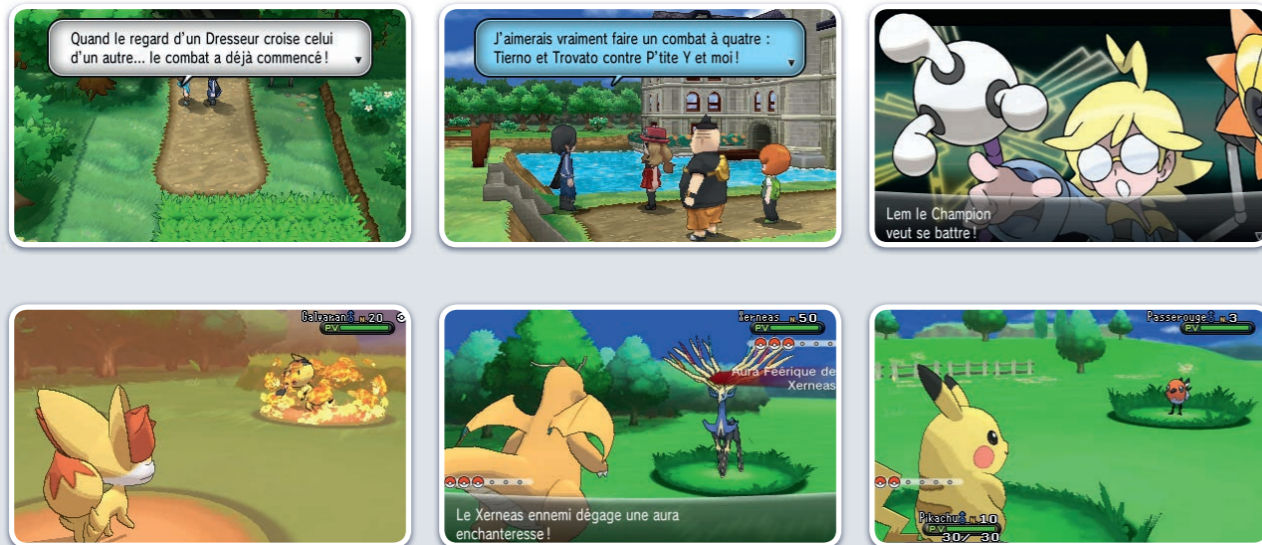 Quand le regard d'un Dresseur croise celui
d'un autre... le combat a déjà commencé !
J'aimerais vraiment faire un combat à quatre :
Tierno et Trovato contre P'tite Y et moi !
Lem le Champion
veut se battre !
Galvaran♂ N.20
PV
Xerneas N.50
PV
Aura Féérique de
Xerneas
Le Xerneas ennemi dégage une aura
enchanteresse !
Passerouge♂ N.3
PV
Pikachu♂ N.10
PV
30/ 30